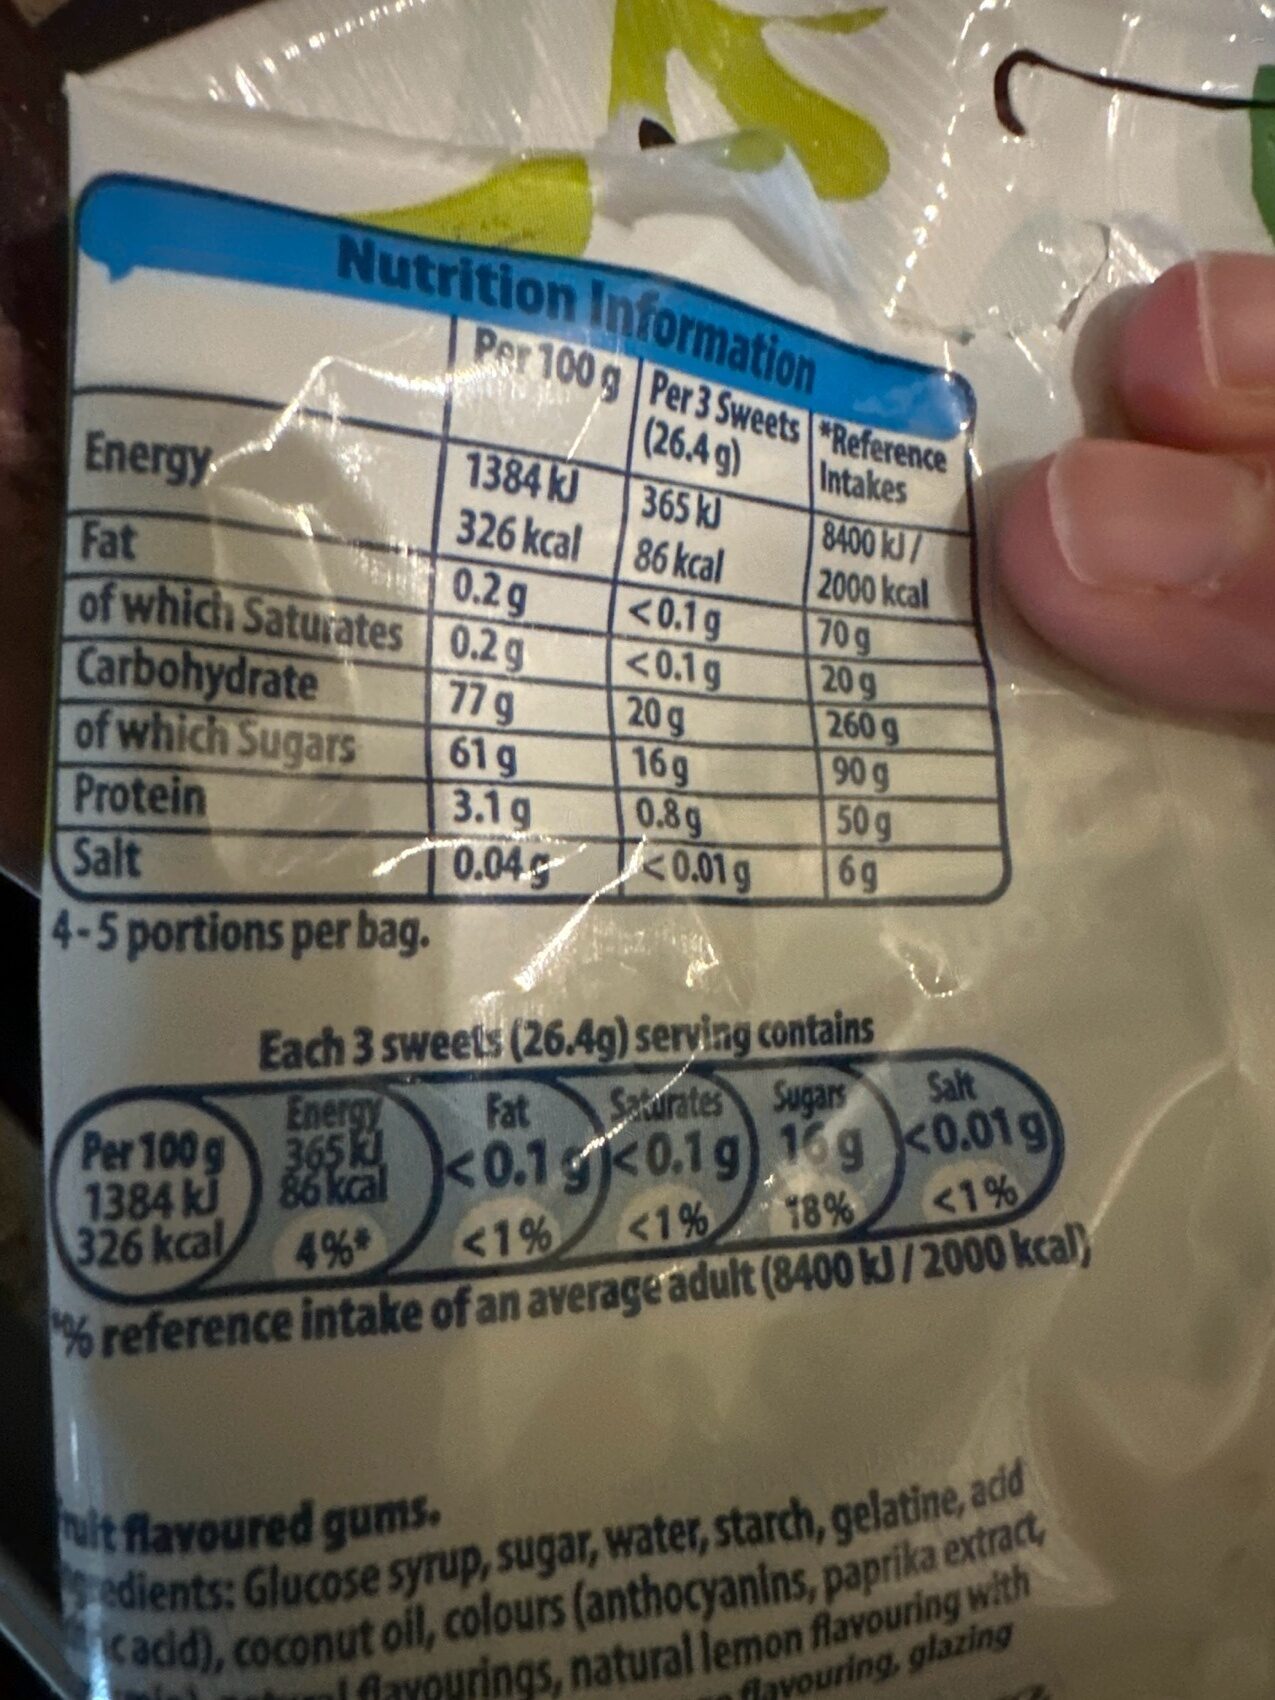 Nutrition Information
Per 100 g Per 3 Sweets (26.4 g) *Reference Intakes
Energy 1384 kJ 365 kJ 8400 kJ /
326 kcal 86 kcal 2000 kcal
Fat 0.2 g <0.1 g 70 g
of which Saturates 0.2 g <0.1 g 20 g
Carbohydrate 77 g 20 g 260 g
of which Sugars 61 g 16 g 90 g
Protein 3.1 g 0.8 g 50 g
Salt 0.04 g <0.01 g 6 g
4-5 portions per bag.
Each 3 sweets (26.4g) serving contains
Per 100 g
1384 kJ
326 kcal
Energy
365 kJ
86 kcal
4%*
Fat
<0.1 g
<1%
Saturates
<0.1 g
<1%
Sugars
16 g
18%
Salt
<0.01 g
<1%
*% reference intake of an average adult (8400 kJ / 2000 kcal)
flavoured gums.
Glucose syrup, sugar, water, starch, gelatine, acid
acid), coconut oil, colours (anthocyanins, paprika extract,
flavourings, natural lemon flavouring with
flavouring, glazing